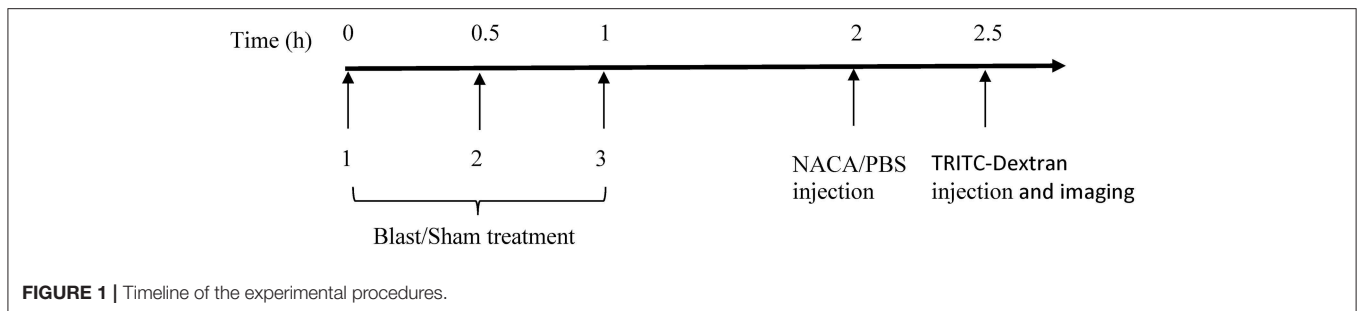 Time (h) 0 0.5 1 2 2.5
1 2 3
NACA/PBS
injection
TRITC-Dextran
injection and imaging
Blast/Sham treatment
FIGURE 1 | Timeline of the experimental procedures.